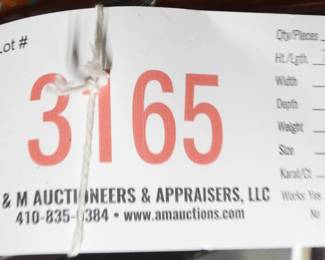 Lot #
3165
& M AUCTIONEERS & APPRAISERS, LLC
410-835- 384 • www.amauctions.com
Qty/Pieces
Ht./Lgth.
Width
Depth
Weight
Size
Karat/Ct
Works: Yes
No